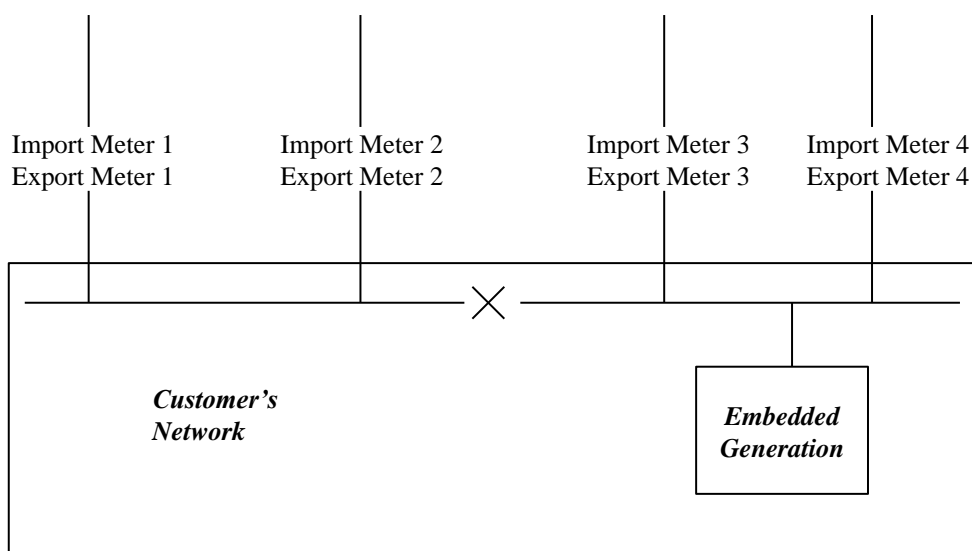 Import Meter 1
Export Meter 1
Import Meter 2
Export Meter 2
Import Meter 3
Export Meter 3
Import Meter 4
Export Meter 4
Customer’s
Network
Embedded
Generation